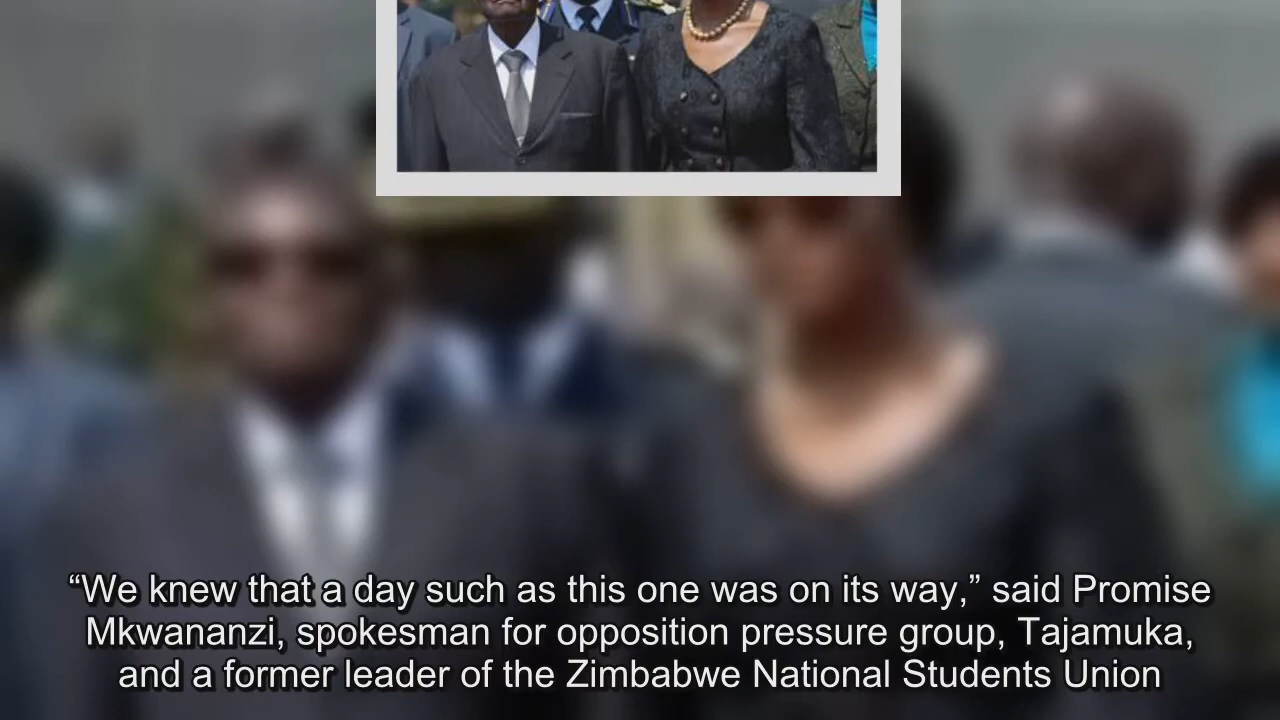 “We knew that a day such as this one was on its way,” said Promise
Mkwananzi, spokesman for opposition pressure group, Tajamuka,
and a former leader of the Zimbabwe National Students Union